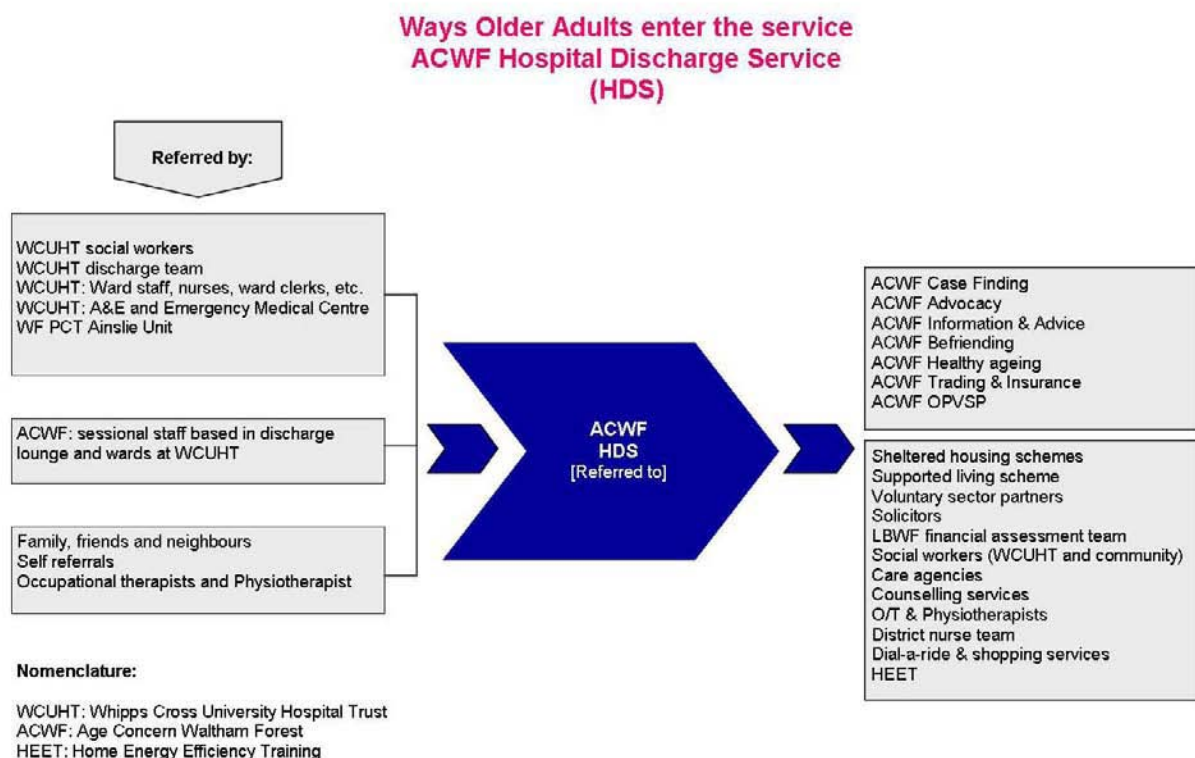 Ways Older Adults enter the service
ACWF Hospital Discharge Service
(HDS)
Referred by:
WCUHT social workers
WCUHT discharge team
WCUHT: Ward staff, nurses, ward clerks, etc.
WCUHT: A&E and Emergency Medical Centre
WF PCT Ainslie Unit
ACWF: sessional staff based in discharge
lounge and wards at WCUHT
Family, friends and neighbours
Self referrals
Occupational therapists and Physiotherapist
ACWF
HDS
[Referred to]
ACWF Case Finding
ACWF Advocacy
ACWF Information & Advice
ACWF Befriending
ACWF Healthy ageing
ACWF Trading & Insurance
ACWF OPVSP
Sheltered housing schemes
Supported living scheme
Voluntary sector partners
Solicitors
LBWF financial assessment team
Social workers (WCUHT and community)
Care agencies
Counselling services
O/T & Physiotherapists
District nurse team
Dial-a-ride & shopping services
HEET
Nomenclature:
WCUHT: Whipps Cross University Hospital Trust
ACWF: Age Concern Waltham Forest
HEET: Home Energy Efficiency Training